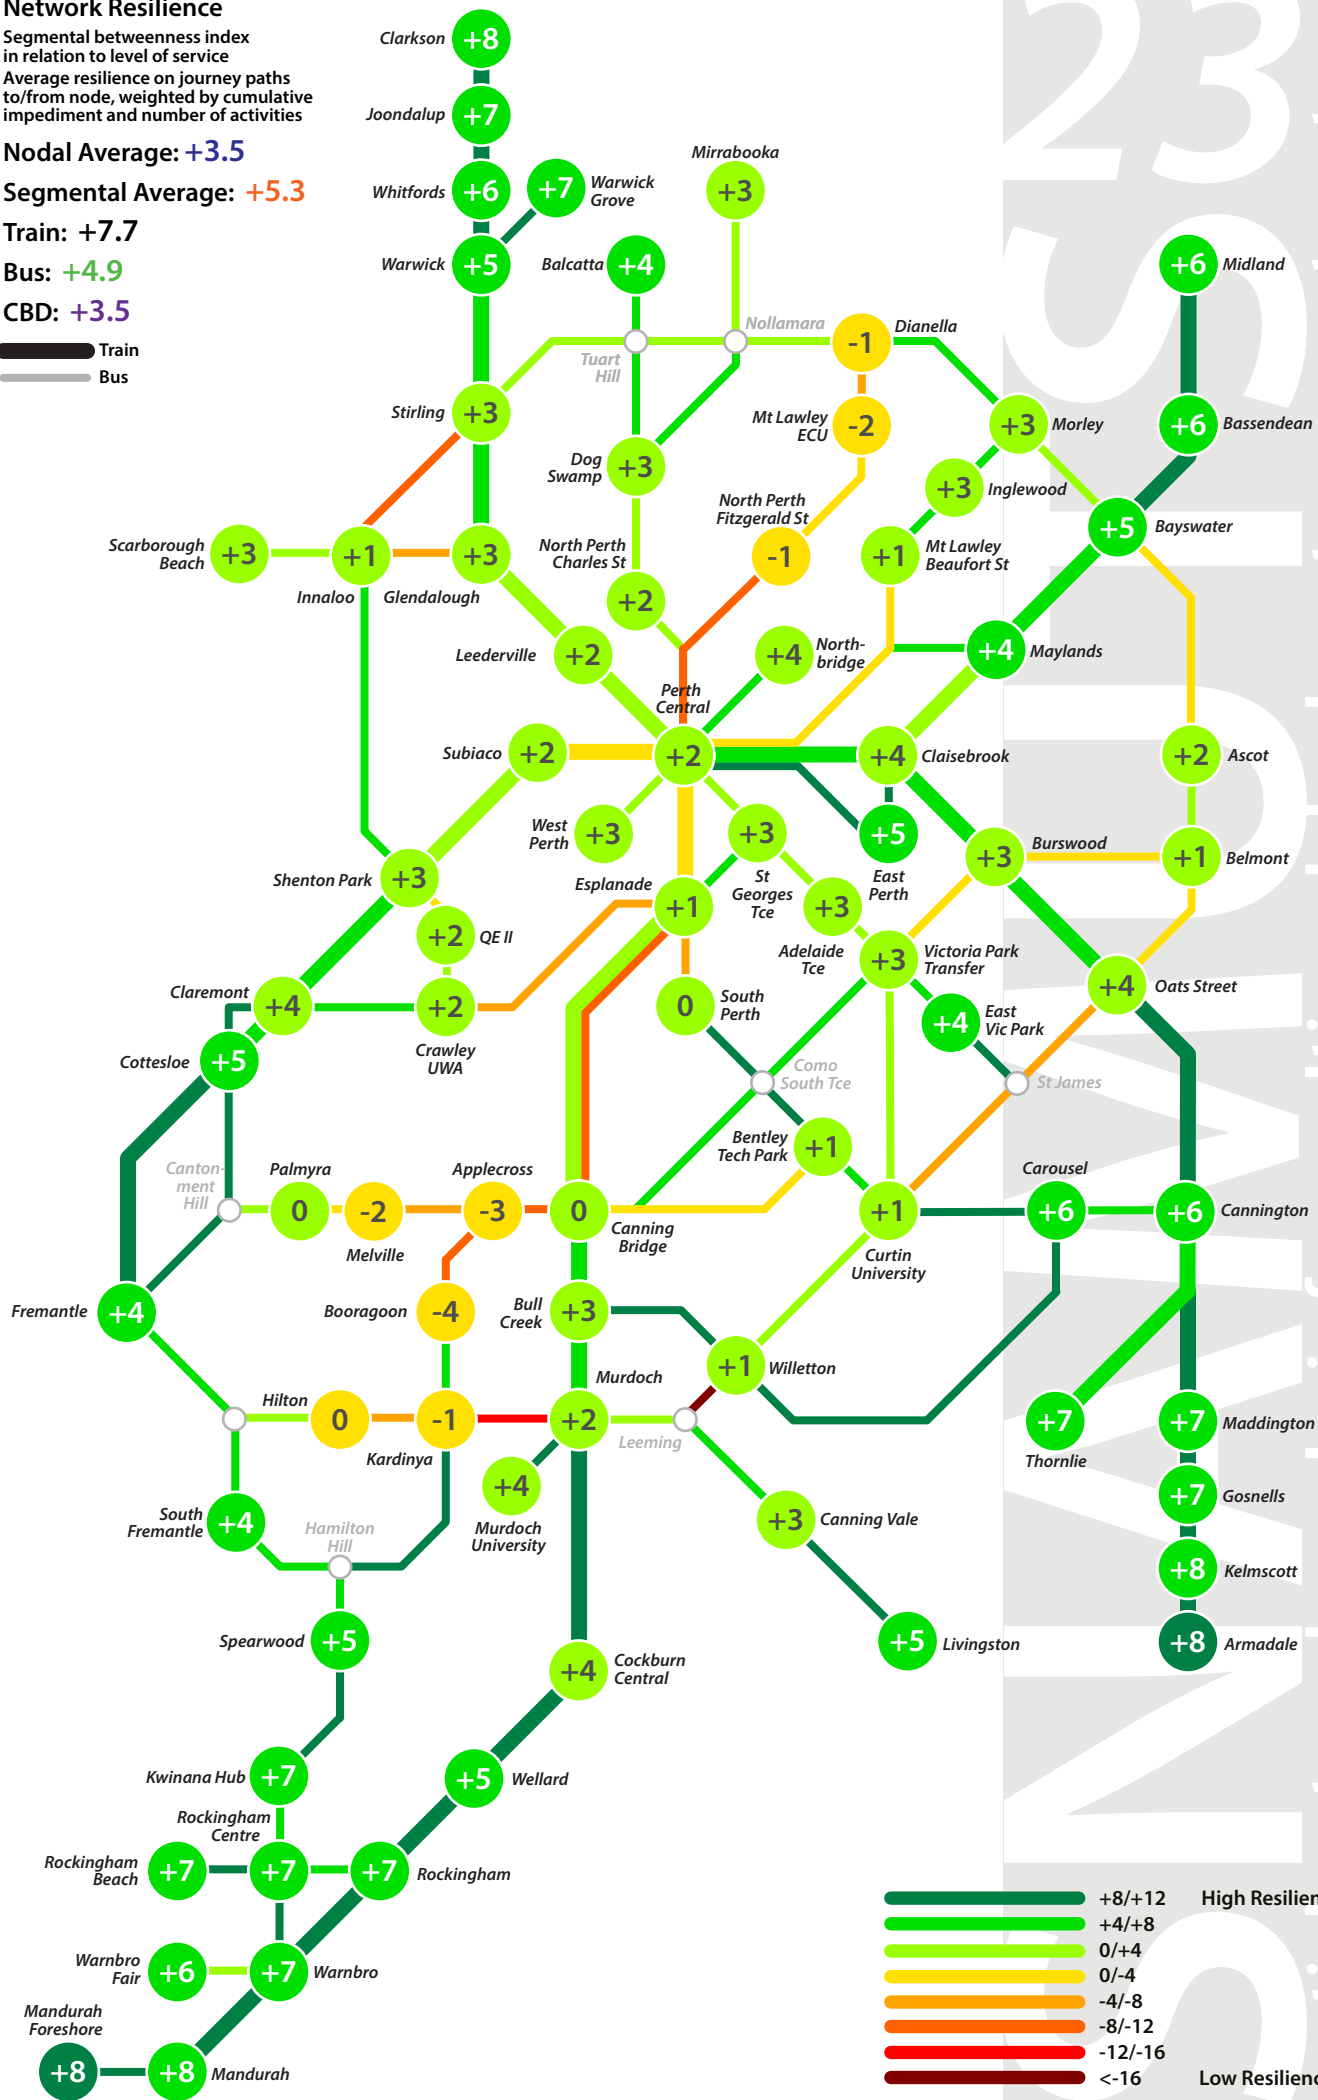 Network Resilience
Segmental betweenness index
in relation to level of service
Average resilience on journey paths
to/from node, weighted by cumulative
impediment and number of activities
Nodal Average: +3.5
Segmental Average: +5.3
Train: +7.7
Bus: +4.9
CBD: +3.5
Train
Bus
23
Clarkson +8
Joondalup +7
Whitfords +6
+7 Warwick
Grove
Warwick +5
Balcatta +4
Mirrabooka
+3
+6 Midland
Nollamara
Tuart
Hill
-1 Dianella
Stirling +3
Mt Lawley
ECU
-2
+3 Morley
+6 Bassendean
Dog
Swamp
+3
+3 Inglewood
+5 Bayswater
North Perth
Fitzgerald St
-1
Scarborough
Beach
+3
+1
Innaloo
+3
Glendalough
North Perth
Charles St
+2
+1 Mt Lawley
Beaufort St
Leederville +2
+4 North-
bridge
+4 Maylands
Perth
Central
+2
Subiaco +2
+4 Claisebrook
+2 Ascot
West
Perth
+3
+3
St
Georges
Tce
+5
East
Perth
+3 Burswood
+1 Belmont
Shenton Park +3
Esplanade
+1
+3
Adelaide
Tce
+2 QE II
+3 Victoria Park
Transfer
Claremont +4
+2
Crawley
UWA
0 South
Perth
+4 East
Vic Park
+4 Oats Street
Cottesloe +5
Como
South Tce
St James
Bentley
Tech Park
+1
Canton-
ment
Hill
Palmyra
0
-2
Melville
Applecross
-3
0
Canning
Bridge
+1
Curtin
University
Carousel
+6
+6 Cannington
Fremantle +4
Booragoon -4
Bull
Creek
+3
+1 Willetton
Hilton
0
-1
Kardinya
Murdoch
+2
Leeming
+7
Thornlie
+7 Maddington
+4
Murdoch
University
+7 Gosnells
South
Fremantle
+4
Hamilton
Hill
+3 Canning Vale
+8 Kelmscott
Spearwood +5
+5 Livingston
+8 Armadale
+4 Cockburn
Central
Kwinana Hub +7
+5 Wellard
Rockingham
Centre
Rockingham
Beach
+7
+7
+7 Rockingham
Warnbro
Fair
+6
+7 Warnbro
Mandurah
Foreshore
+8
+8 Mandurah
+8/+12
+4/+8
0/+4
0/-4
-4/-8
-8/-12
-12/-16
<-16
High
Low